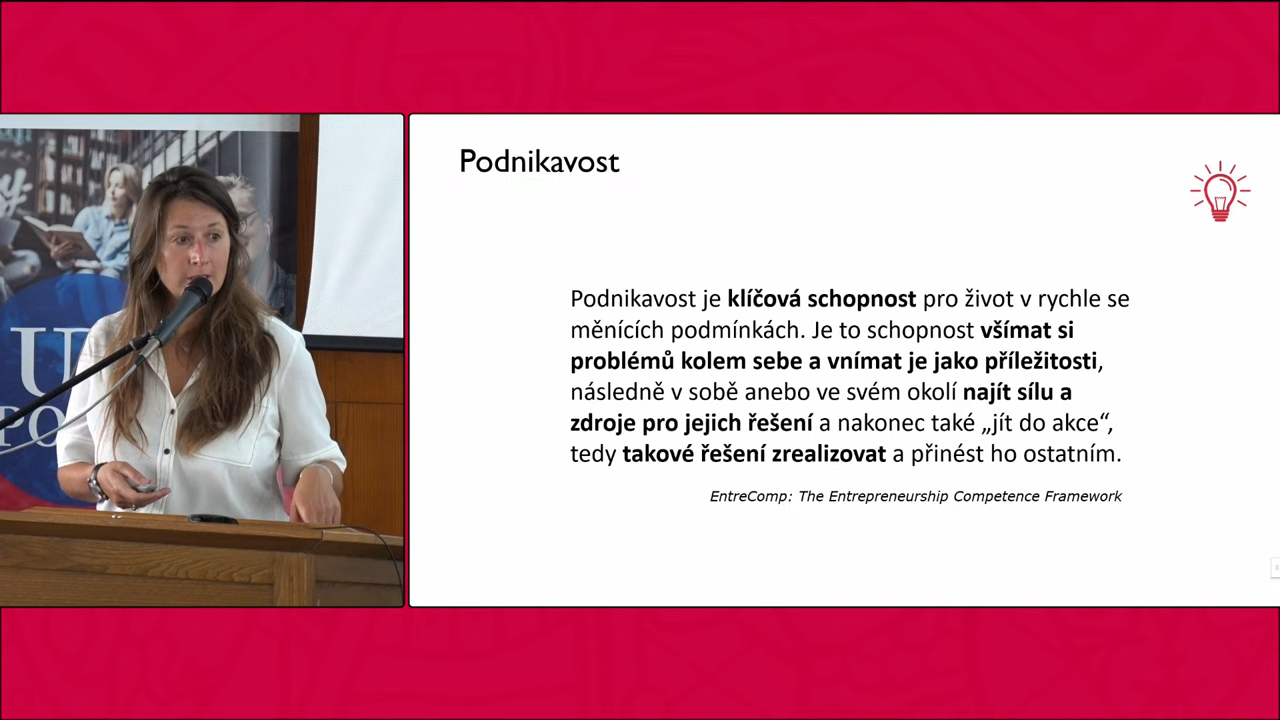 U
PO
Podnikavost
Podnikavost je klíčová schopnost pro život v rychle se
měnících podmínkách. Je to schopnost všímat si
problémů kolem sebe a vnímat je jako příležitosti,
následně v sobě anebo ve svém okolí najít sílu a
zdroje pro jejich řešení a nakonec také „jít do akce“,
tedy takové řešení zrealizovat a přinést ho ostatním.
EntreComp: The Entrepreneurship Competence Framework